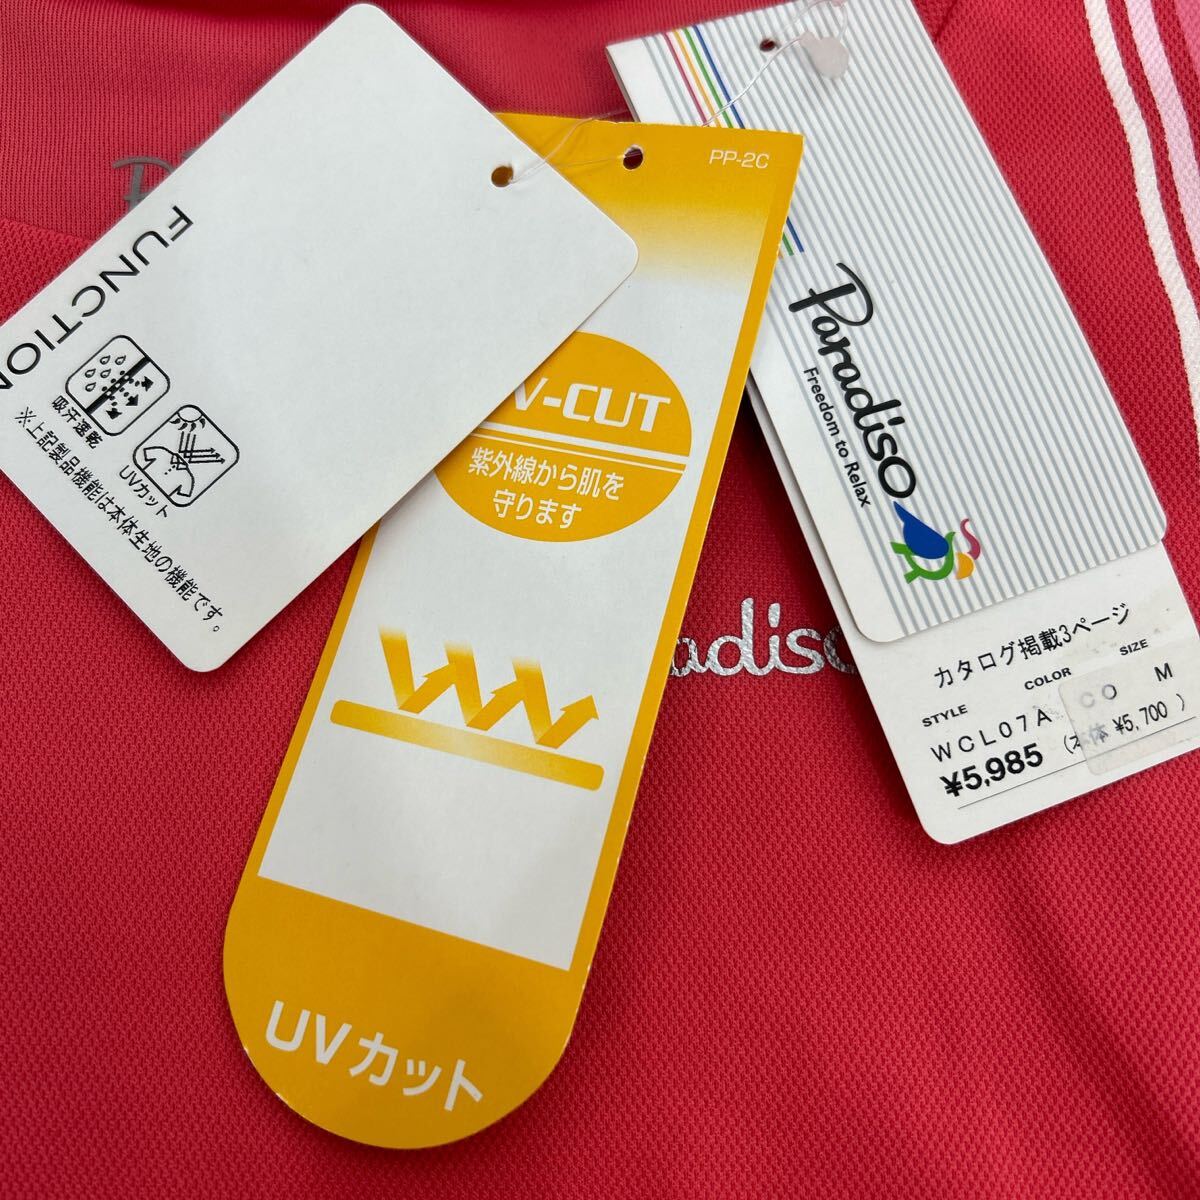 FUNCTION
吸汗速乾
UVカット
※上記製品機能は本体生地の機能です。
PP-2C
V-CUT
紫外線から肌を
守ります
UVカット
Paradiso
Freedom to Relax
adiso
カタログ掲載3ページ
STYLE COLOR SIZE
WCL07A CO M
¥5,985 (本体 ¥5,700 )